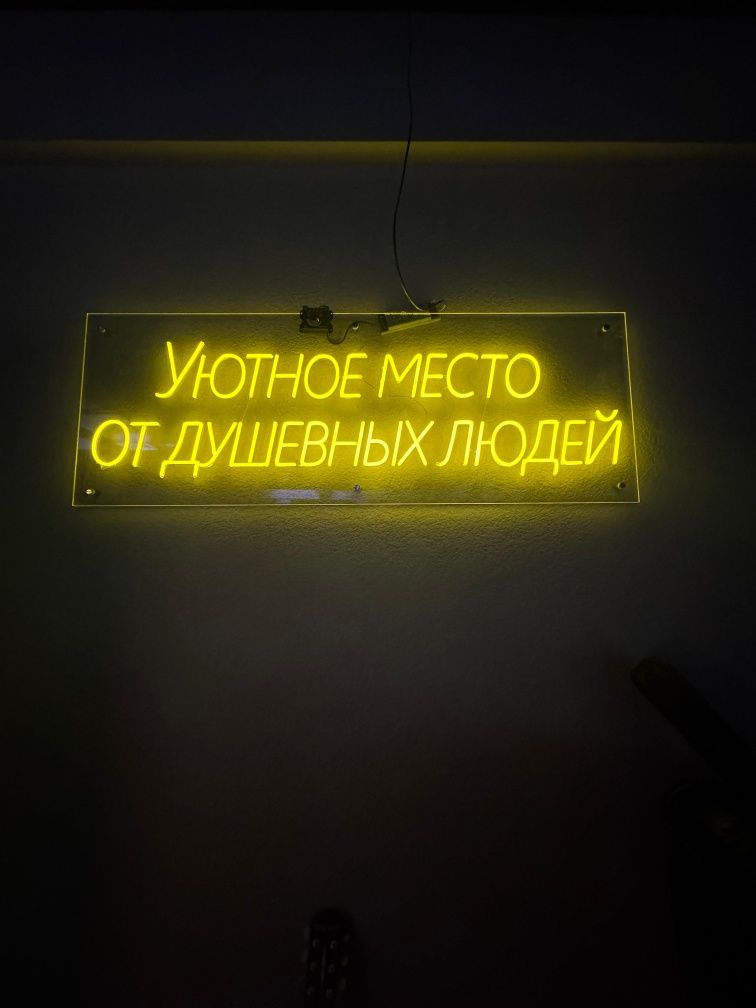 Уютное место
от душевных людей